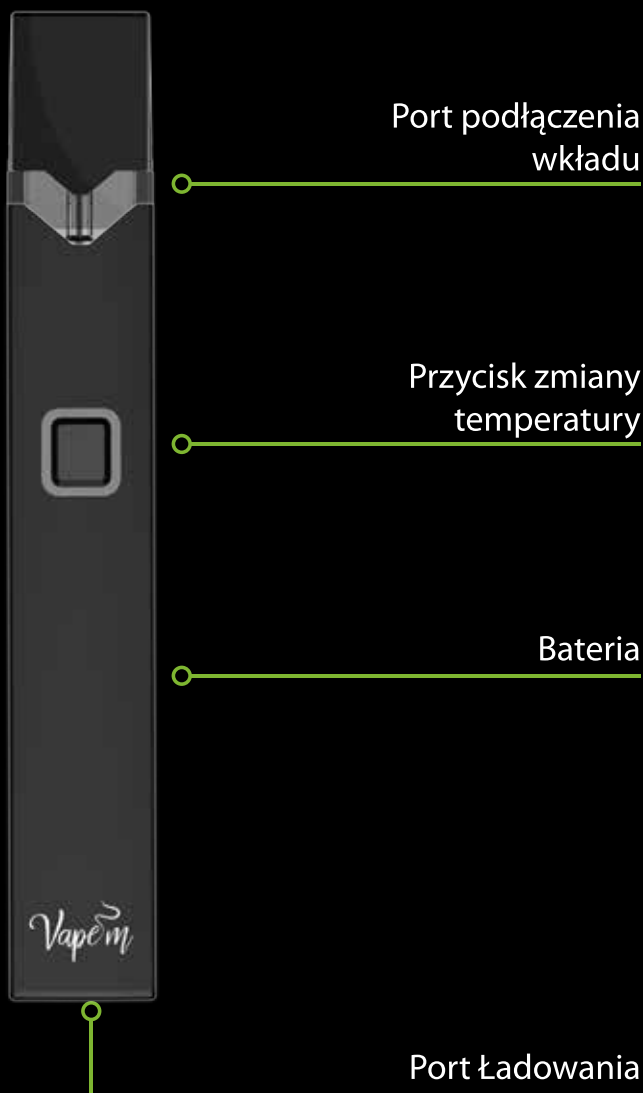 Port podłączenia
wkładu
Przycisk zmiany
temperatury
Bateria
Vapem
Port Ładowania